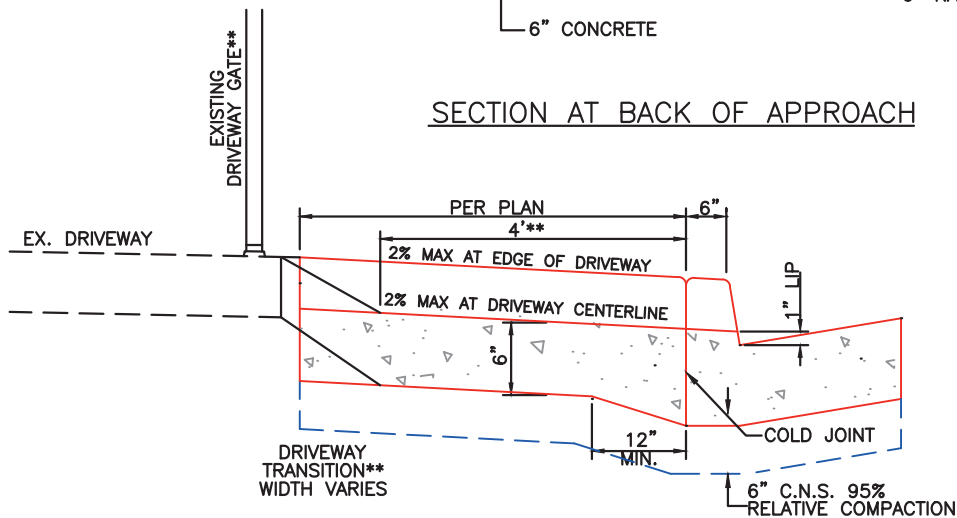 6" CONCRETE
SECTION AT BACK OF APPROACH
EXISTING
DRIVEWAY GATE**
PER PLAN
6"
4'**
EX. DRIVEWAY
2% MAX AT EDGE OF DRIVEWAY
1" LIP
2% MAX AT DRIVEWAY CENTERLINE
6"
COLD JOINT
12"
MIN.
DRIVEWAY
TRANSITION**
WIDTH VARIES
6" C.N.S. 95%
RELATIVE COMPACTION